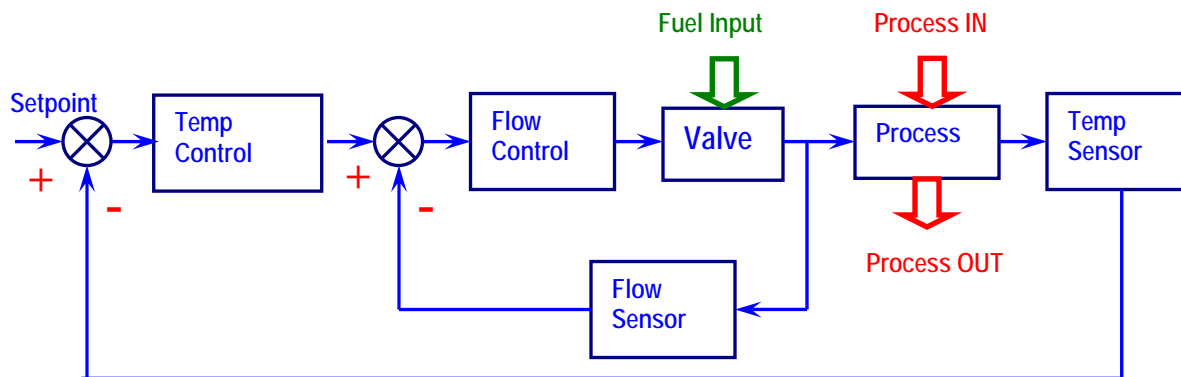 Fuel Input
Process IN
Setpoint
Temp
Control
Flow
Control
Valve
Process
Temp
Sensor
+
-
+
-
Process OUT
Flow
Sensor